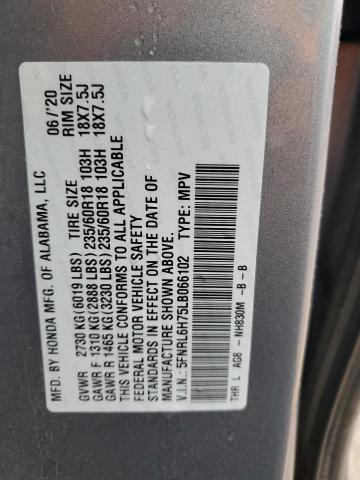 MFD. BY HONDA MFG. OF ALABAMA, LLC 06/'20
TIRE SIZE RIM SIZE
GVWR 2730 KG (6019 LBS)
GAWR F 1310 KG (2888 LBS) 235/60R18 103H 18X7.5J
GAWR R 1465 KG (3230 LBS) 235/60R18 103H 18X7.5J
THIS VEHICLE CONFORMS TO ALL APPLICABLE
FEDERAL MOTOR VEHICLE SAFETY
STANDARDS IN EFFECT ON THE DATE OF
MANUFACTURE SHOWN ABOVE.
V.I.N.: 5FNRL6H75LB066102 TYPE: MPV
THR L AG8 - NH830M -B -B